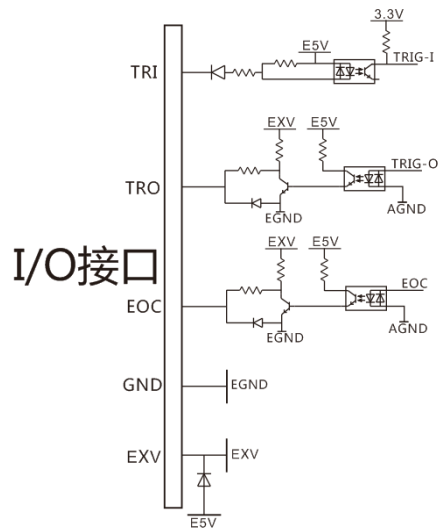 3.3V
E5V
TRIG-I
TRI
EXV E5V
TRIG-O
TRO
AGND
EGND
I/O接口
EXV E5V
EOC
EOC
AGND
EGND
GND
EGND
EXV
EXV
E5V